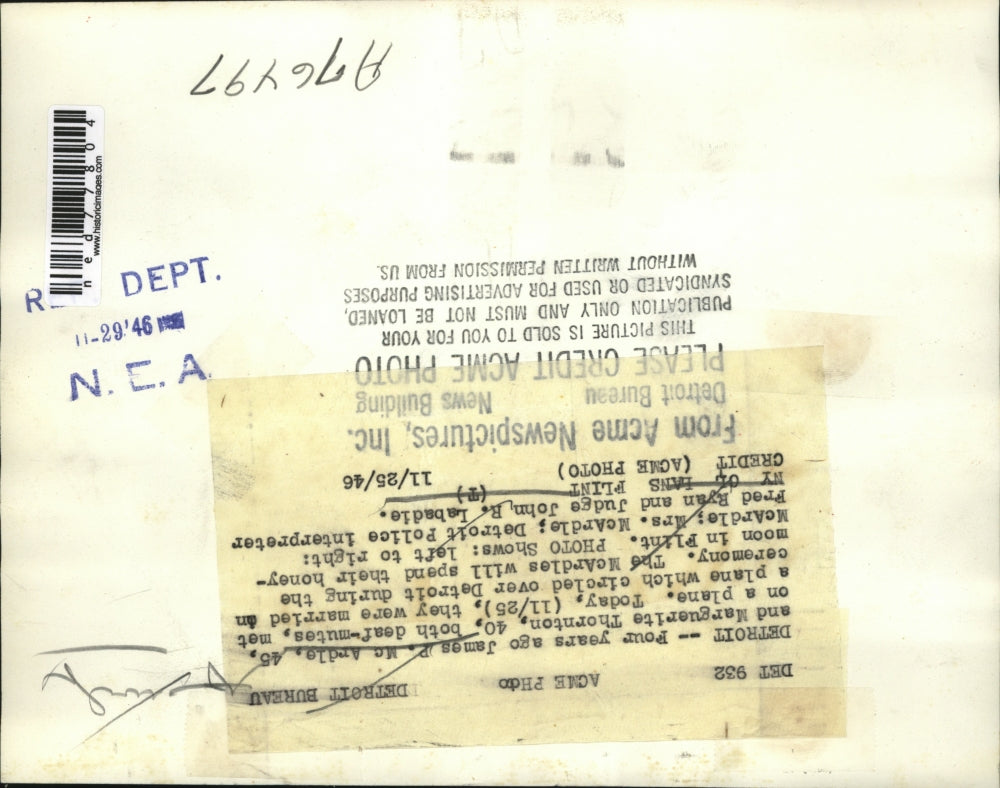 A76497
ned77804
www.historicimages.com
DEPT.
11-29'46
N. E. A.
DET 932 ACME PHoto DETROIT BUREAU
DETROIT -- Four years ago James P. Mc Ardle, 45,
and Marguerite Thornton, 40, both deaf-mutes, met
on a plane. Today, (11/25), they were married in
a plane which circled over Detroit during the
ceremony. The McArdles will spend their honey-
moon in Flint. PHOTO SHOWS: left to right:
McArdle; Mrs. McArdle; Detroit Police interpreter
Fred Ryan and Judge John R. Labadie.
NY CL LANS FLINT (T)
CREDIT (ACME PHOTO) 11/25/46
From Acme Newspictures, Inc.
Detroit Bureau News Building
PLEASE CREDIT ACME PHOTO
THIS PICTURE IS SOLD TO YOU FOR YOUR
PUBLICATION ONLY AND MUST NOT BE LOANED,
SYNDICATED OR USED FOR ADVERTISING PURPOSES
WITHOUT WRITTEN PERMISSION FROM US.